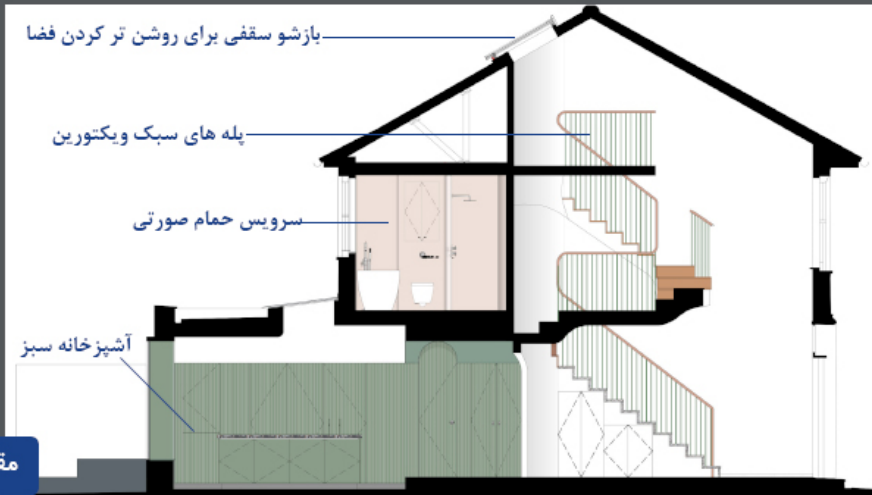 بازشو سقفی برای روشن تر کردن فضا
پله های سبک ویکتورین
سرویس حمام صورتی
آشپزخانه سبز